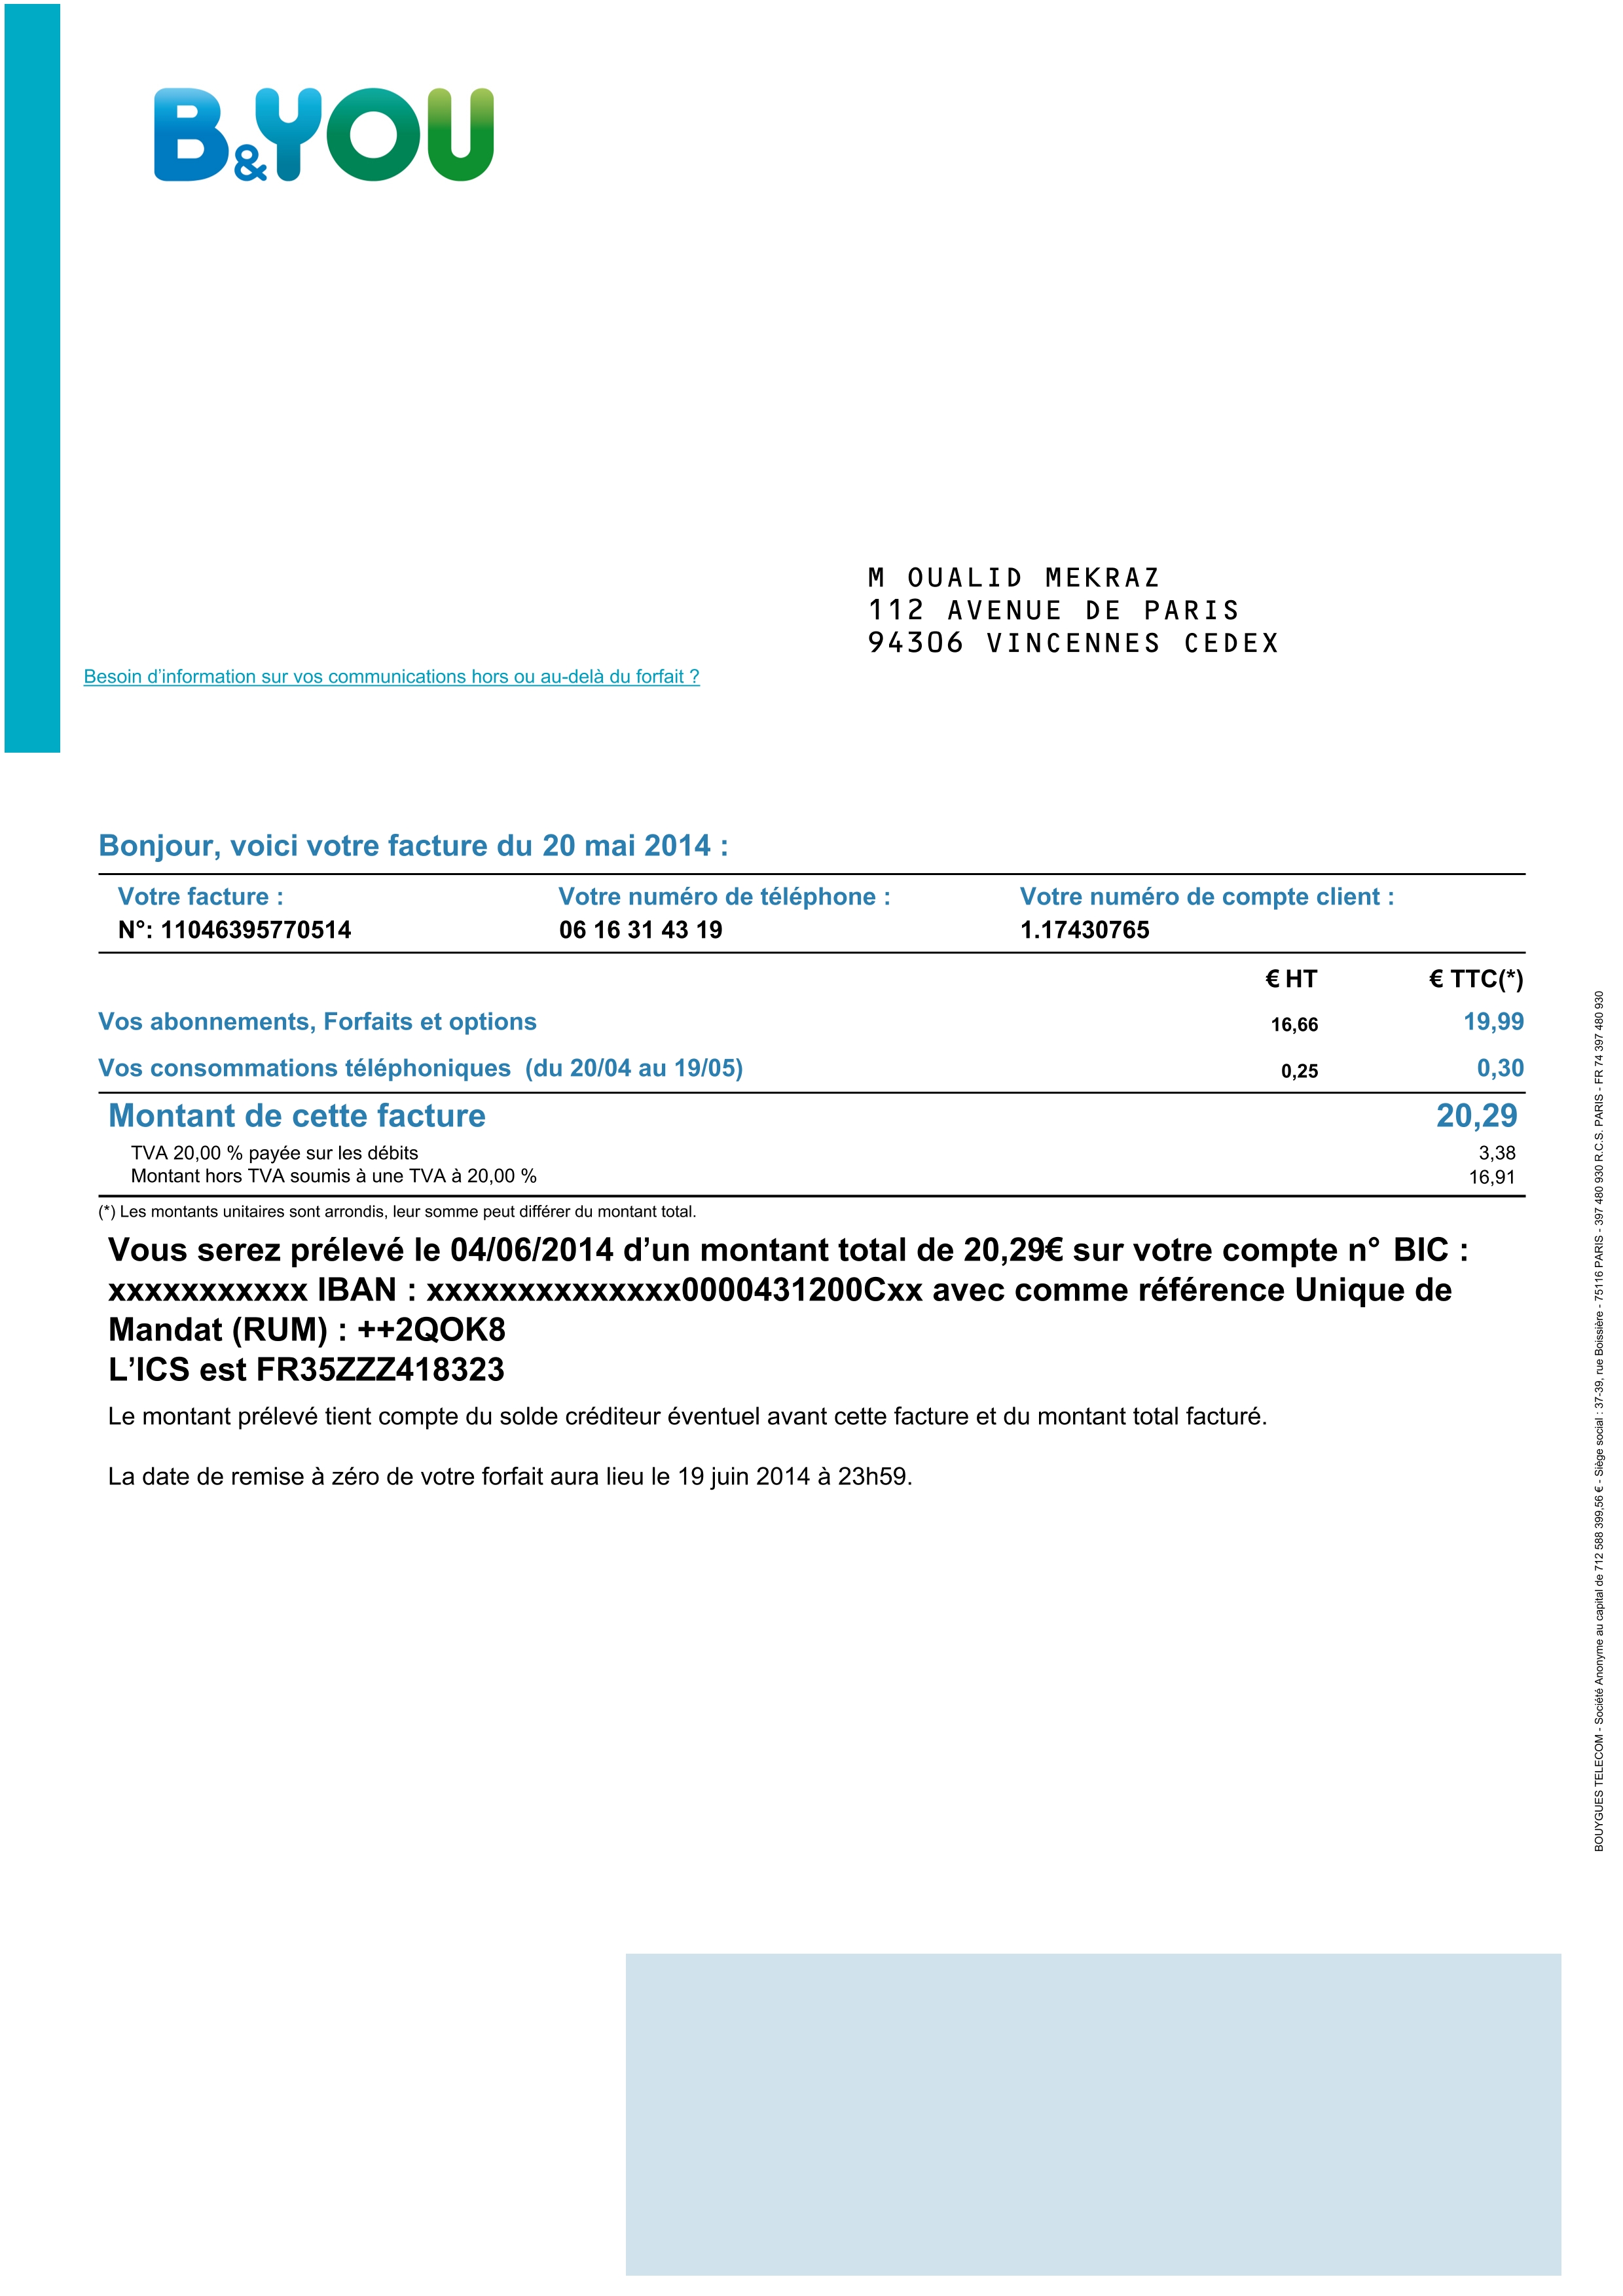 B&YOU
M OUALID MEKRAZ
112 AVENUE DE PARIS
94306 VINCENNES CEDEX
Besoin d’information sur vos communications hors ou au-delà du forfait ?
Bonjour, voici votre facture du 20 mai 2014 :
Votre facture : Votre numéro de téléphone : Votre numéro de compte client :
N°: 11046395770514 06 16 31 43 19 1.17430765
€ HT € TTC(*)
Vos abonnements, Forfaits et options 16,66 19,99
Vos consommations téléphoniques (du 20/04 au 19/05) 0,25 0,30
Montant de cette facture 20,29
TVA 20,00 % payée sur les débits 3,38
Montant hors TVA soumis à une TVA à 20,00 % 16,91
(*) Les montants unitaires sont arrondis, leur somme peut différer du montant total.
Vous serez prélevé le 04/06/2014 d’un montant total de 20,29€ sur votre compte n° BIC :
xxxxxxxxxxx IBAN : xxxxxxxxxxxxxx0000431200Cxx avec comme référence Unique de
Mandat (RUM) : ++2QOK8
L’ICS est FR35ZZZ418323
Le montant prélevé tient compte du solde créditeur éventuel avant cette facture et du montant total facturé.
La date de remise à zéro de votre forfait aura lieu le 19 juin 2014 à 23h59.
BOUYGUES TELECOM - Société Anonyme au capital de 712 588 399,56 € - Siège social : 37-39, rue Boissière - 75116 PARIS - 397 480 930 R.C.S. PARIS - FR 74 397 480 930